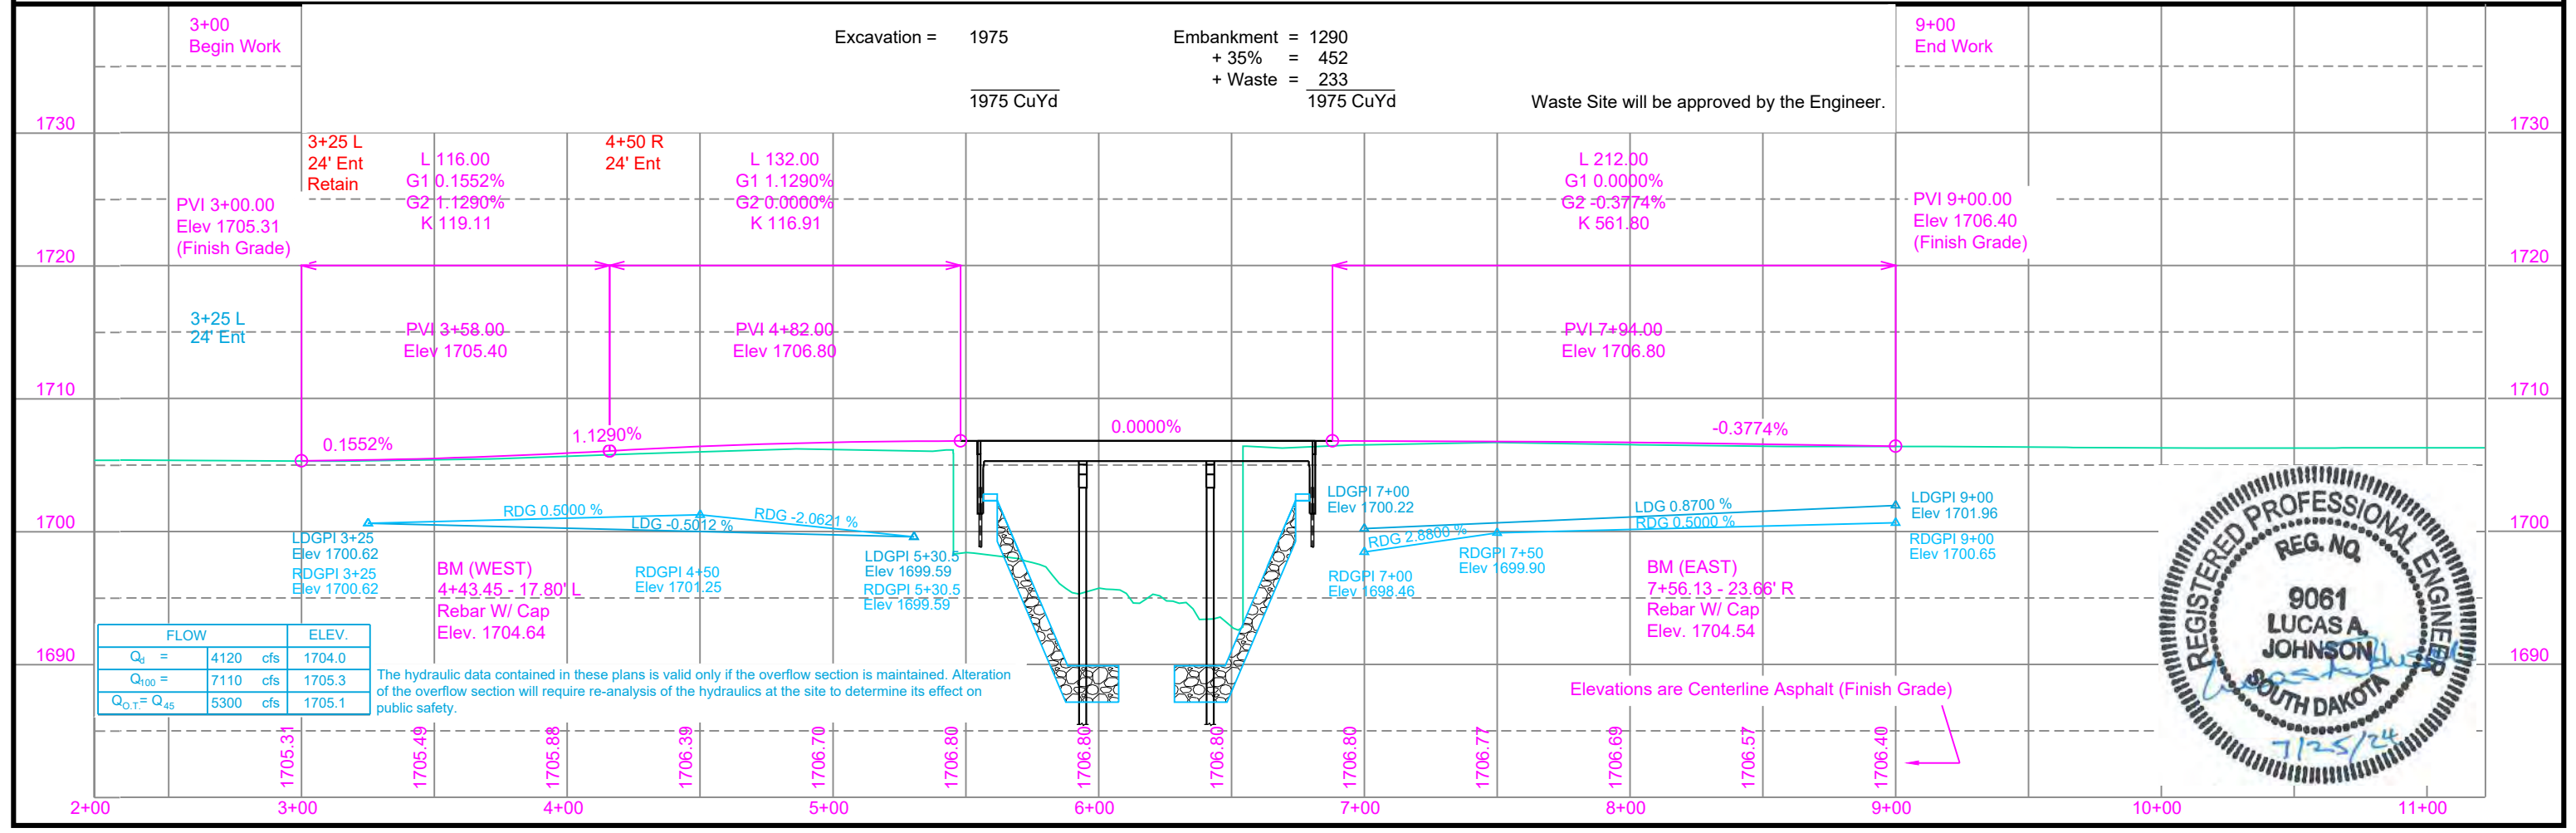 3+00
Begin Work
Excavation = 1975
1975 CuYd
Embankment = 1290
+ 35% = 452
+ Waste = 233
1975 CuYd
Waste Site will be approved by the Engineer.
9+00
End Work
1730
1730
3+25 L
24' Ent
Retain
L 116.00
G1 0.1552%
G2 1.1290%
K 119.11
4+50 R
24' Ent
L 132.00
G1 1.1290%
G2 0.0000%
K 116.91
L 212.00
G1 0.0000%
G2 -0.3774%
K 561.80
PVI 3+00.00
Elev 1705.31
(Finish Grade)
PVI 9+00.00
Elev 1706.40
(Finish Grade)
1720
1720
3+25 L
24' Ent
PVI 3+58.00
Elev 1705.40
PVI 4+82.00
Elev 1706.80
PVI 7+94.00
Elev 1706.80
1710
1710
0.1552%
1.1290%
0.0000%
-0.3774%
1700
1700
RDG 0.5000 %
LDG -0.5012 %
RDG -2.0621 %
LDGPI 3+25
Elev 1700.62
RDGPI 3+25
Elev 1700.62
BM (WEST)
4+43.45 - 17.80' L
Rebar W/ Cap
Elev. 1704.64
RDGPI 4+50
Elev 1701.25
LDGPI 5+30.5
Elev 1699.59
RDGPI 5+30.5
Elev 1699.59
LDGPI 7+00
Elev 1700.22
RDG 2.8800 %
RDGPI 7+00
Elev 1698.46
RDGPI 7+50
Elev 1699.90
LDG 0.8700 %
RDG 0.5000 %
LDGPI 9+00
Elev 1701.96
RDGPI 9+00
Elev 1700.65
BM (EAST)
7+56.13 - 23.66' R
Rebar W/ Cap
Elev. 1704.54
1690
1690
FLOW ELEV.
Qd = 4120 cfs 1704.0
Q100 = 7110 cfs 1705.3
QO.T.= Q45 5300 cfs 1705.1
The hydraulic data contained in these plans is valid only if the overflow section is maintained. Alteration
of the overflow section will require re-analysis of the hydraulics at the site to determine its effect on
public safety.
Elevations are Centerline Asphalt (Finish Grade)
REGISTERED PROFESSIONAL ENGINEER
REG. NO.
9061
LUCAS A.
JOHNSON
SOUTH DAKOTA
7/25/24
1705.31
1705.49
1705.88
1706.39
1706.70
1706.80
1706.80
1706.80
1706.80
1706.77
1706.69
1706.57
1706.40
2+00
3+00
4+00
5+00
6+00
7+00
8+00
9+00
10+00
11+00